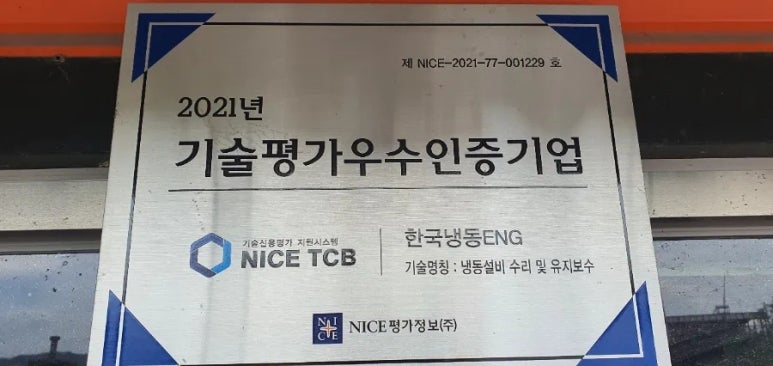 제 NICE-2021-77-001229 호
2021년
기술평가우수인증기업
기술신용평가 지원시스템
NICE TCB
한국냉동ENG
기술명칭 : 냉동설비 수리 및 유지보수
NICE
NICE평가정보(주)